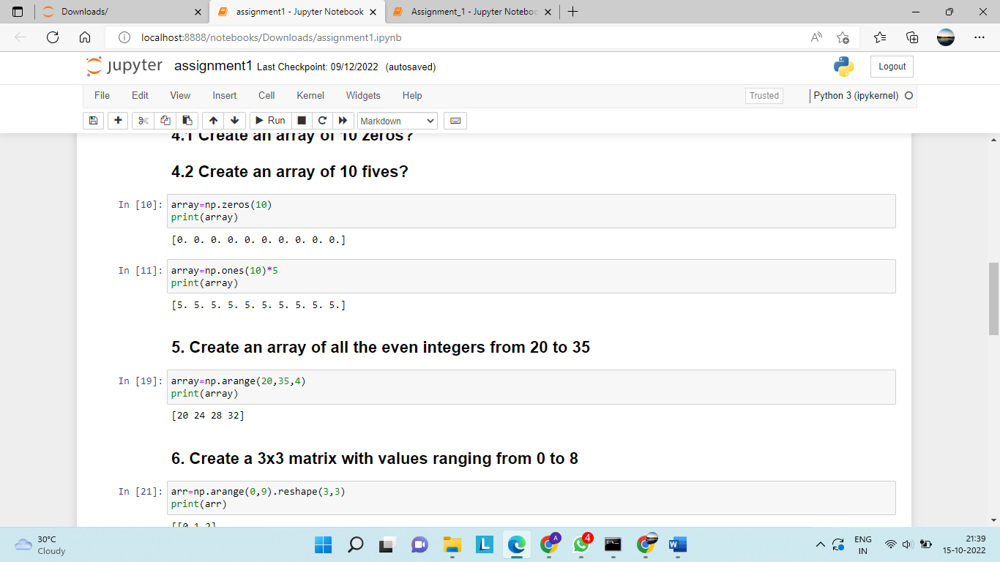 Downloads/
assignment1 - Jupyter Notebook
Assignment_1 - Jupyter Noteboo
localhost:8888/notebooks/Downloads/assignment1.ipynb
jupyter assignment1 Last Checkpoint: 09/12/2022 (autosaved)
Logout
File Edit View Insert Cell Kernel Widgets Help
Trusted
Python 3 (ipykernel)
Run
Markdown
4.1 Create an array of 10 zeros?
4.2 Create an array of 10 fives?
In [10]: array=np.zeros(10)
print(array)
[0. 0. 0. 0. 0. 0. 0. 0. 0. 0.]
In [11]: array=np.ones(10)*5
print(array)
[5. 5. 5. 5. 5. 5. 5. 5. 5. 5.]
5. Create an array of all the even integers from 20 to 35
In [19]: array=np.arange(20,35,4)
print(array)
[20 24 28 32]
6. Create a 3x3 matrix with values ranging from 0 to 8
In [21]: arr=np.arange(0,9).reshape(3,3)
print(arr)
[[0 1 2]
30°C
Cloudy
L
A
4
W
ENG
IN
21:39
15-10-2022